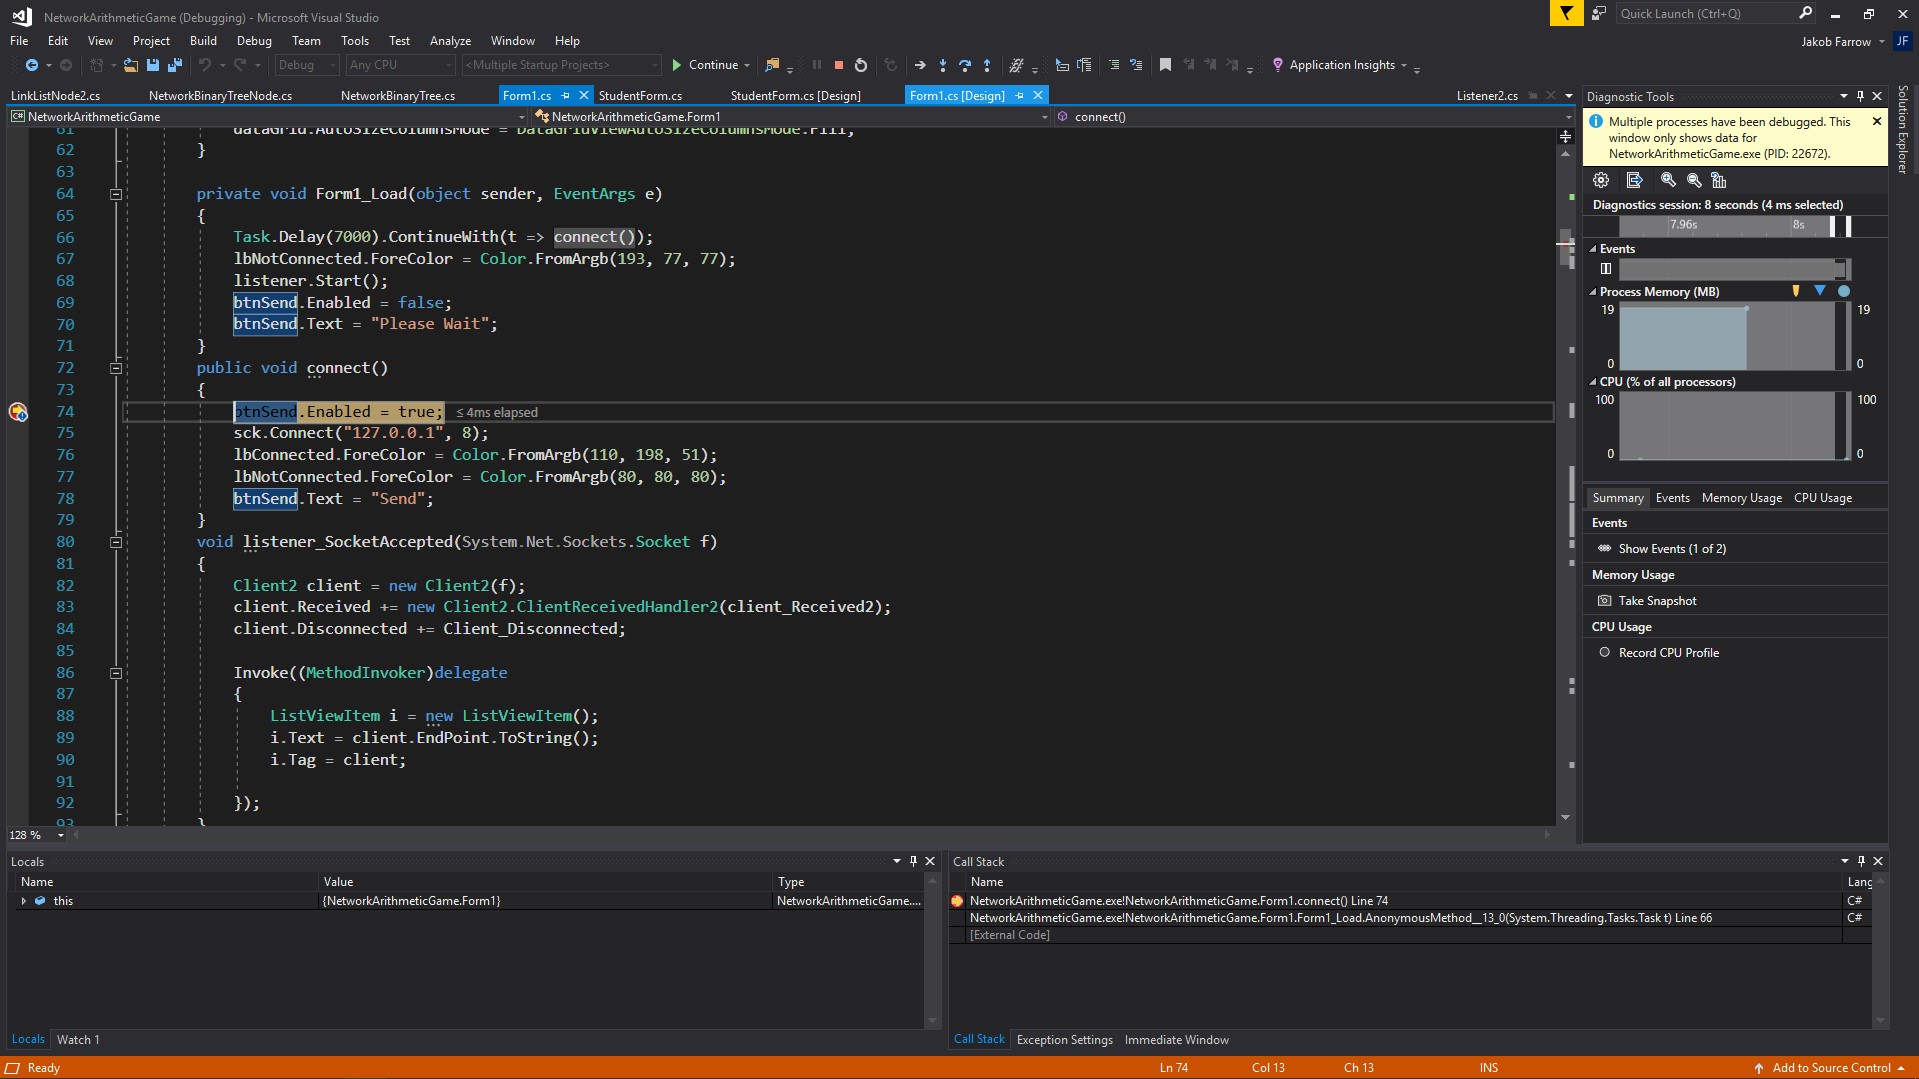 NetworkArithmeticGame (Debugging) - Microsoft Visual Studio
Quick Launch (Ctrl+Q)
File Edit View Project Build Debug Team Tools Test Analyze Window Help
Jakob Farrow JF
Debug Any CPU <Multiple Startup Projects> Continue Application Insights
LinkListNode2.cs NetworkBinaryTreeNode.cs NetworkBinaryTree.cs Form1.cs StudentForm.cs StudentForm.cs [Design] Form1.cs [Design] Listener2.cs
C# NetworkArithmeticGame NetworkArithmeticGame.Form1 connect()
61 dataGrid.AutoSizeColumnsMode = DataGridViewAutoSizeColumnsMode.Fill;
62 }
63
64 private void Form1_Load(object sender, EventArgs e)
65 {
66 Task.Delay(7000).ContinueWith(t => connect());
67 lbNotConnected.ForeColor = Color.FromArgb(193, 77, 77);
68 listener.Start();
69 btnSend.Enabled = false;
70 btnSend.Text = "Please Wait";
71 }
72 public void connect()
73 {
74 btnSend.Enabled = true; ≤ 4ms elapsed
75 sck.Connect("127.0.0.1", 8);
76 lbConnected.ForeColor = Color.FromArgb(110, 198, 51);
77 lbNotConnected.ForeColor = Color.FromArgb(80, 80, 80);
78 btnSend.Text = "Send";
79 }
80 void listener_SocketAccepted(System.Net.Sockets.Socket f)
81 {
82 Client2 client = new Client2(f);
83 client.Received += new Client2.ClientReceivedHandler2(client_Received2);
84 client.Disconnected += Client_Disconnected;
85
86 Invoke((MethodInvoker)delegate
87 {
88 ListViewItem i = new ListViewItem();
89 i.Text = client.EndPoint.ToString();
90 i.Tag = client;
91
92 });
93 }
128 %
Diagnostic Tools
Multiple processes have been debugged. This
window only shows data for
NetworkArithmeticGame.exe (PID: 22672).
Diagnostics session: 8 seconds (4 ms selected)
7.96s 8s
Events
Process Memory (MB)
19 19
0 0
CPU (% of all processors)
100 100
0 0
Summary Events Memory Usage CPU Usage
Events
Show Events (1 of 2)
Memory Usage
Take Snapshot
CPU Usage
Record CPU Profile
Solution Explorer
Locals
Name Value Type
this {NetworkArithmeticGame.Form1} NetworkArithmeticGame....
Locals Watch 1
Call Stack
Name Lang
NetworkArithmeticGame.exe!NetworkArithmeticGame.Form1.connect() Line 74 C#
NetworkArithmeticGame.exe!NetworkArithmeticGame.Form1.Form1_Load.AnonymousMethod__13_0(System.Threading.Tasks.Task t) Line 66 C#
[External Code]
Call Stack Exception Settings Immediate Window
Ready Ln 74 Col 13 Ch 13 INS Add to Source Control